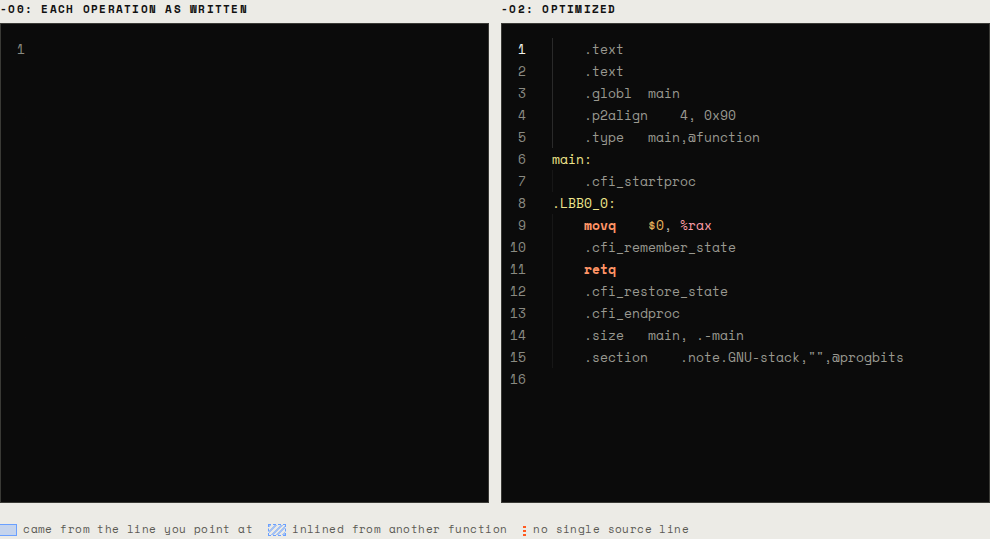 -O0: EACH OPERATION AS WRITTEN
1
-O2: OPTIMIZED
1 .text
2 .text
3 .globl main
4 .p2align 4, 0x90
5 .type main,@function
6 main:
7 .cfi_startproc
8 .LBB0_0:
9 movq $0, %rax
10 .cfi_remember_state
11 retq
12 .cfi_restore_state
13 .cfi_endproc
14 .size main, .-main
15 .section .note.GNU-stack,"",@progbits
16
came from the line you point at inlined from another function no single source line